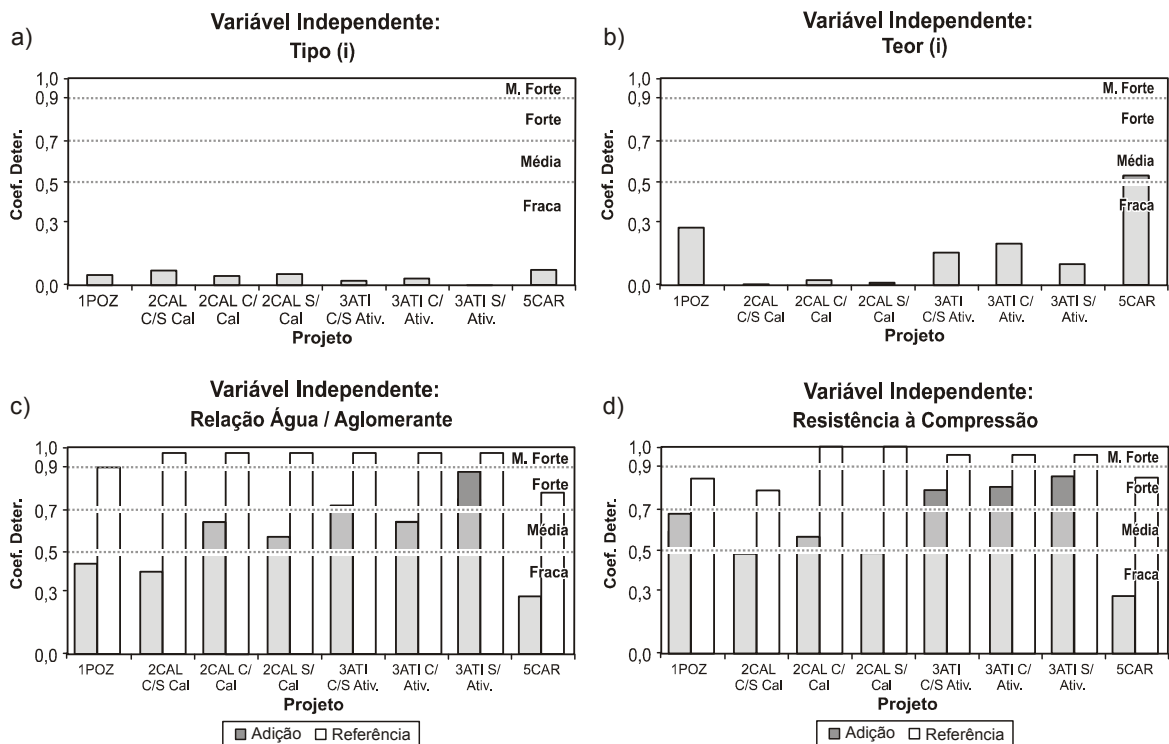 a)
Variável Independente:
Tipo (i)
Coef. Deter.
1,0
0,9
0,7
0,5
0,3
0,0
M. Forte
Forte
Média
Fraca
1POZ
2CAL
C/S Cal
2CAL C/
Cal
2CAL S/
Cal
3ATI
C/S Ativ.
3ATI C/
Ativ.
3ATI S/
Ativ.
5CAR
Projeto
b)
Variável Independente:
Teor (i)
Coef. Deter.
1,0
0,9
0,7
0,5
0,3
0,0
M. Forte
Forte
Média
Fraca
1POZ
2CAL
C/S Cal
2CAL C/
Cal
2CAL S/
Cal
3ATI
C/S Ativ.
3ATI C/
Ativ.
3ATI S/
Ativ.
5CAR
Projeto
c)
Variável Independente:
Relação Água / Aglomerante
Coef. Deter.
1,0
0,9
0,7
0,5
0,3
0,0
M. Forte
Forte
Média
Fraca
1POZ
2CAL
C/S Cal
2CAL C/
Cal
2CAL S/
Cal
3ATI
C/S Ativ.
3ATI C/
Ativ.
3ATI S/
Ativ.
5CAR
Projeto
Adição Referência
d)
Variável Independente:
Resistência à Compressão
Coef. Deter.
1,0
0,9
0,7
0,5
0,3
0,0
M. Forte
Forte
Média
Fraca
1POZ
2CAL
C/S Cal
2CAL C/
Cal
2CAL S/
Cal
3ATI
C/S Ativ.
3ATI C/
Ativ.
3ATI S/
Ativ.
5CAR
Projeto
Adição Referência